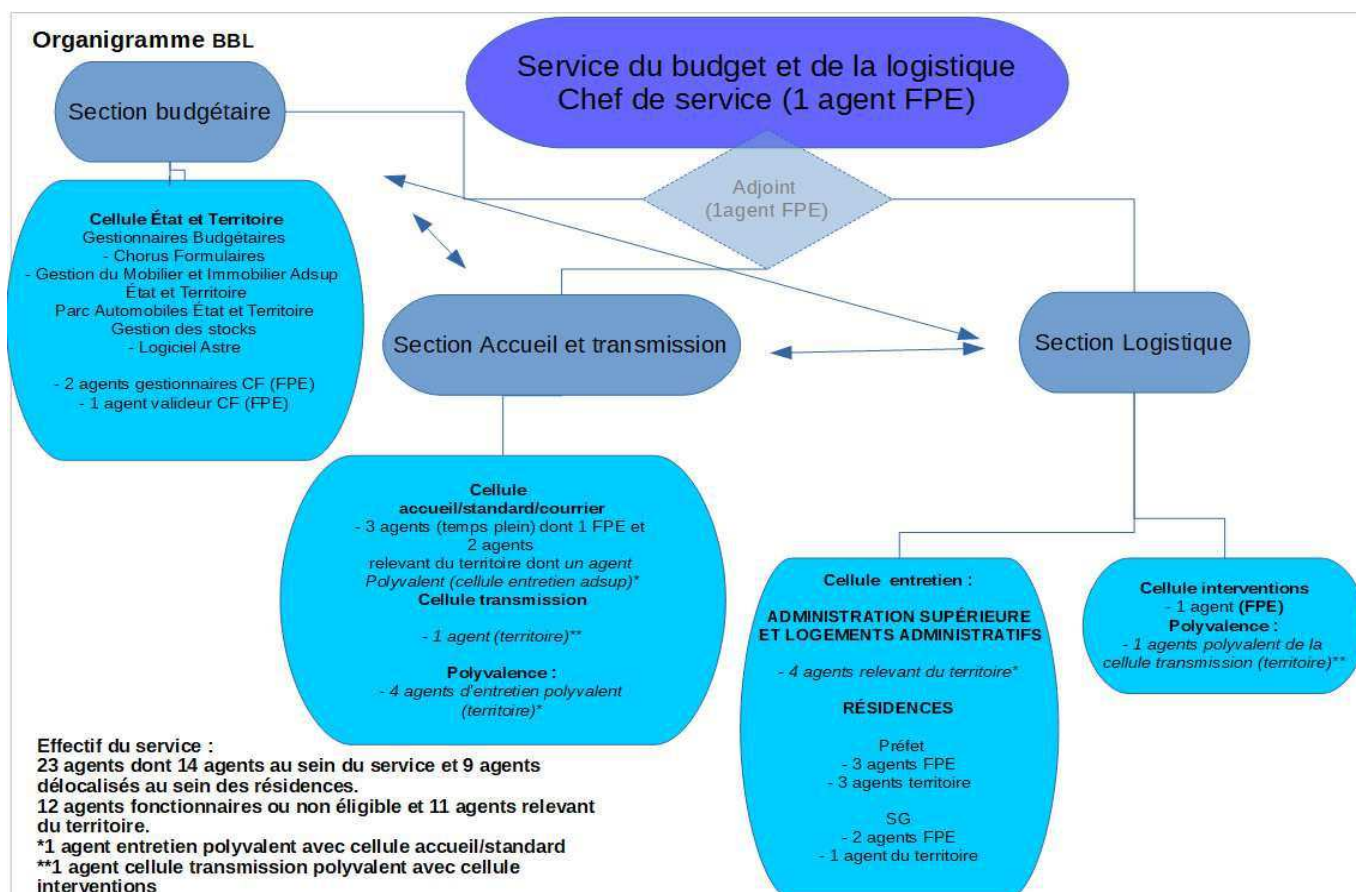 Organigramme BBL
Service du budget et de la logistique
Chef de service (1 agent FPE)
Section budgétaire
Adjoint
(1agent FPE)
Cellule État et Territoire
Gestionnaires Budgétaires
- Chorus Formulaires
- Gestion du Mobilier et Immobilier Adsup
État et Territoire
Parc Automobiles État et Territoire
Gestion des stocks
- Logiciel Astre
- 2 agents gestionnaires CF (FPE)
- 1 agent valideur CF (FPE)
Section Accueil et transmission
Section Logistique
Cellule
accueil/standard/courrier
- 3 agents (temps plein) dont 1 FPE et
2 agents
relevant du territoire dont un agent
Polyvalent (cellule entretien adsup)*
Cellule transmission
- 1 agent (territoire)**
Polyvalence :
- 4 agents d'entretien polyvalent
(territoire)*
Cellule entretien :
ADMINISTRATION SUPÉRIEURE
ET LOGEMENTS ADMINISTRATIFS
- 4 agents relevant du territoire*
RÉSIDENCES
Préfet
- 3 agents FPE
- 3 agents territoire
SG
- 2 agents FPE
- 1 agent du territoire
Cellule interventions
- 1 agent (FPE)
Polyvalence :
- 1 agents polyvalent de la
cellule transmission (territoire)**
Effectif du service :
23 agents dont 14 agents au sein du service et 9 agents
délocalisés au sein des résidences.
12 agents fonctionnaires ou non éligible et 11 agents relevant
du territoire.
*1 agent entretien polyvalent avec cellule accueil/standard
**1 agent cellule transmission polyvalent avec cellule
interventions